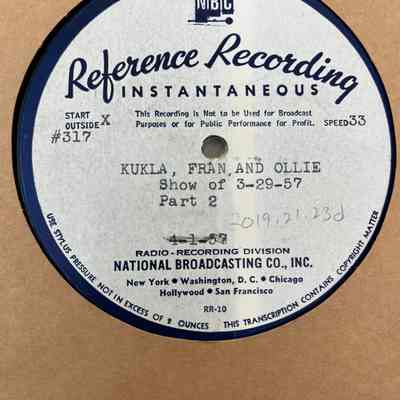 NBC
Reference Recording
INSTANTANEOUS
START OUTSIDE X
This Recording is Not to be Used for Broadcast
Purposes or for Public Performance for Profit.
SPEED 33
#317
KUKLA, FRAN AND OLLIE
Show of 3-29-57
Part 2
2019.21.23d
4-1-57
RADIO-RECORDING DIVISION
NATIONAL BROADCASTING CO., INC.
New York • Washington, D. C. • Chicago
Hollywood • San Francisco
RR-10
USE STYLUS PRESSURE NOT IN EXCESS OF 2 OUNCES
THIS TRANSCRIPTION CONTAINS COPYRIGHT MATTER